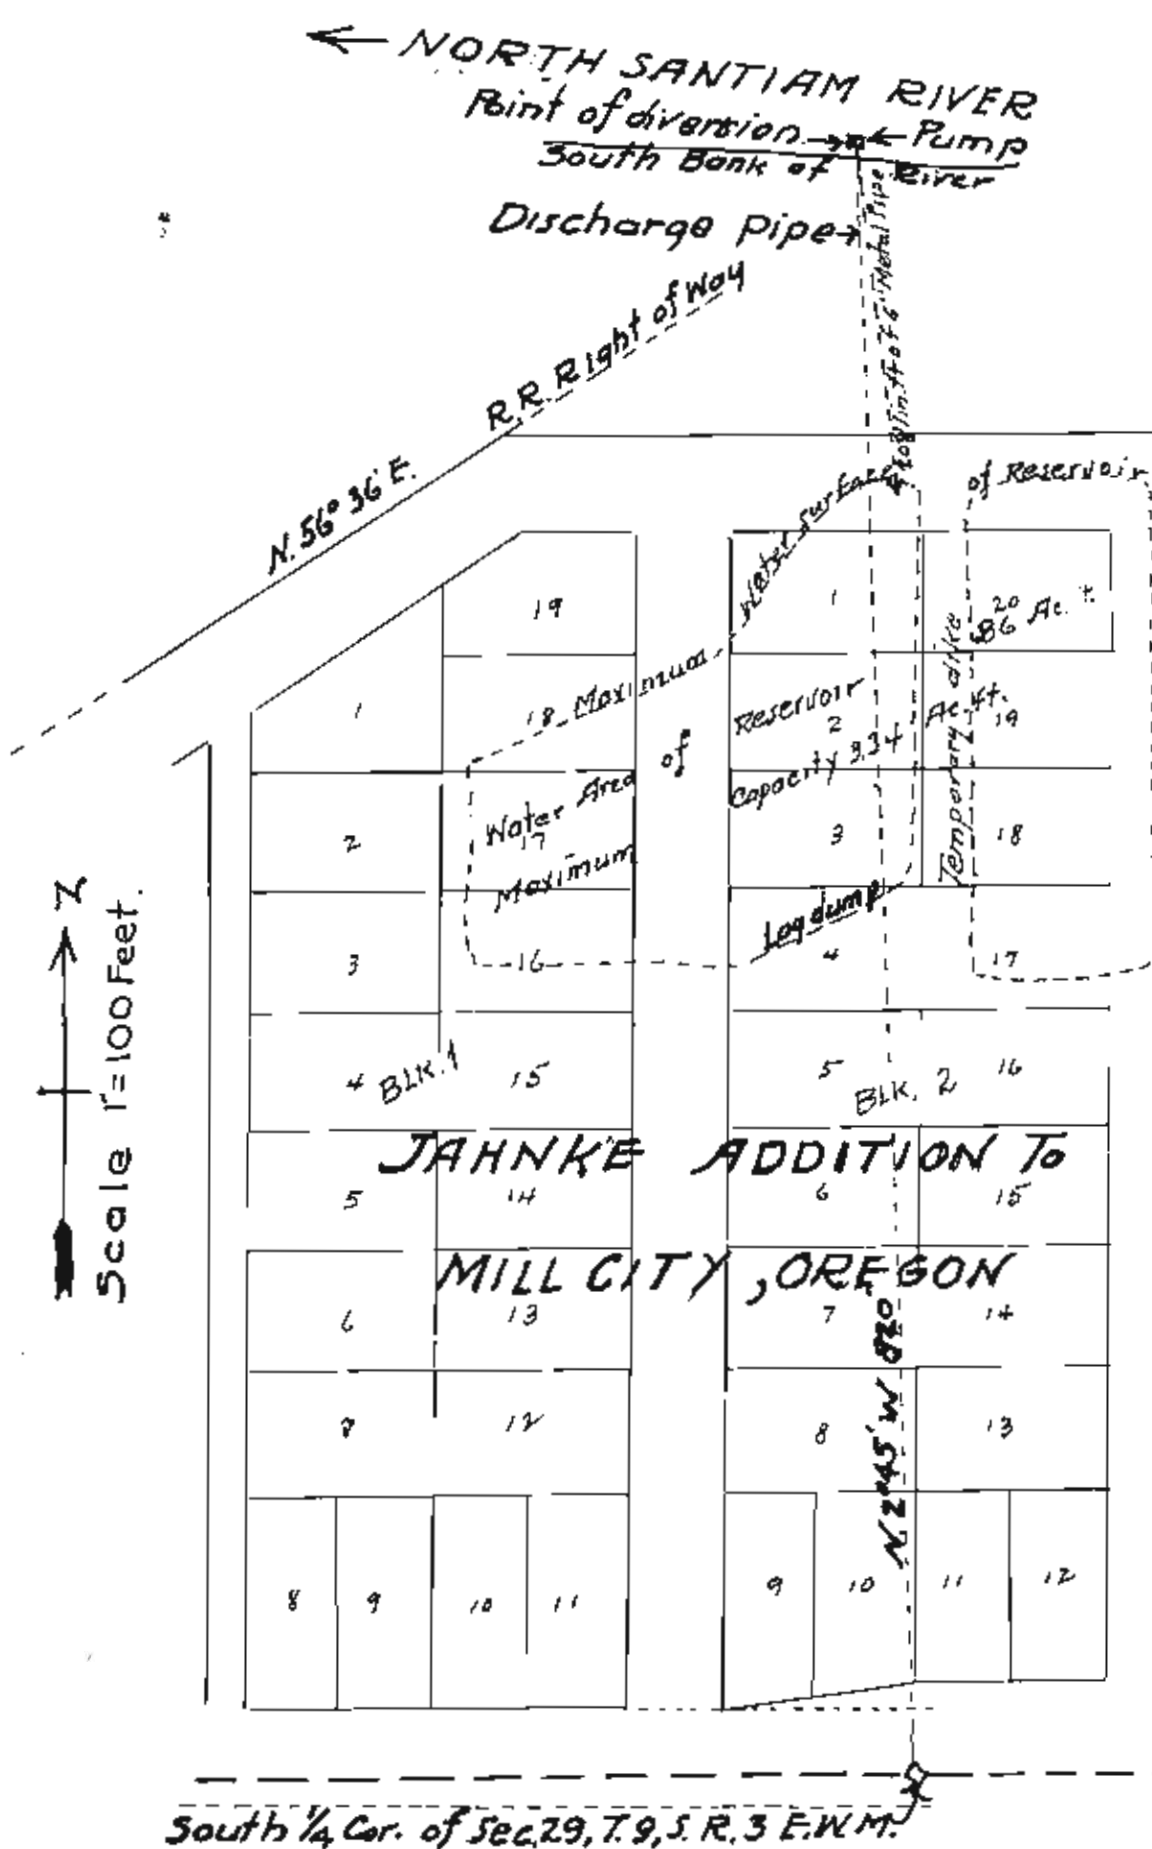 ← NORTH SANTIAM RIVER
Point of diversion → ← Pump
South Bank of River
Discharge pipe →
6" Metal Pipe
R.R. Right of Way
N. 56° 36' E.
Water Surface
of Reservoir
Maximum
Water Area of Reservoir
Maximum Capacity 3.34 Ac. ft.
.86 Ac. ±
Temporary dike
Log dump
1
2
3
4
5
6
7
8
9
10
11
12
13
14
15
16
17
18
19
BLK. 1
1
2
3
4
5
6
7
8
9
10
11
12
13
14
15
16
17
18
19
20
BLK. 2
JAHNKE ADDITION To
MILL CITY, OREGON
N 2° 45' W 820
N
Scale 1" = 100 Feet.
South 1/4 Cor. of Sec. 29, T. 9, S. R. 3 E. W. M.